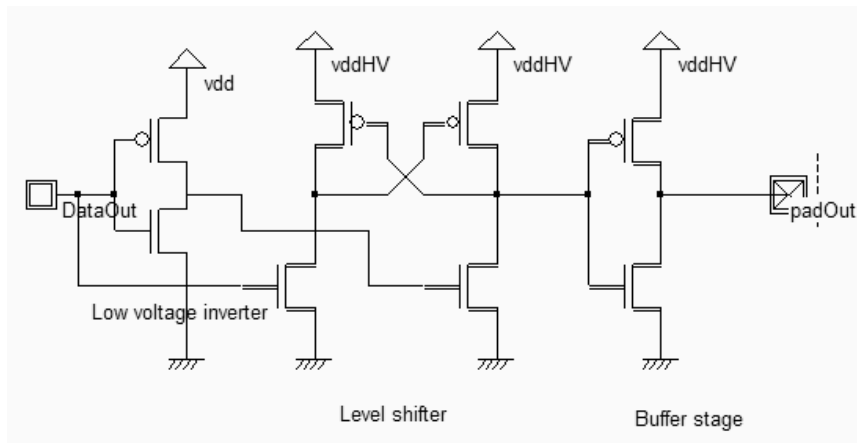 vddHV
vddHV
vddHV
vdd
DataOut
padOut
Low voltage inverter
Level shifter
Buffer stage